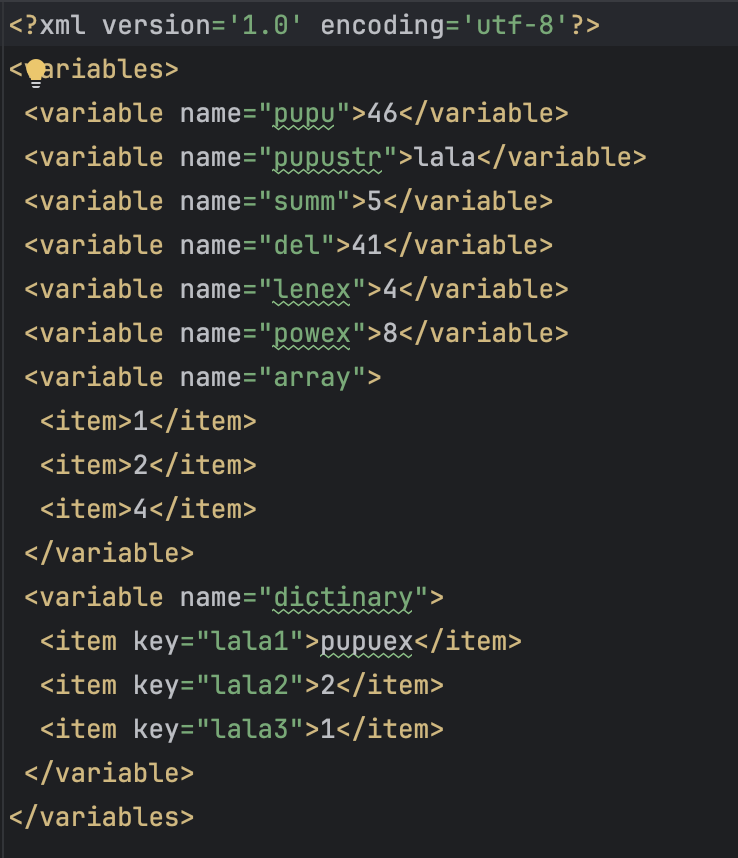 <?xml version='1.0' encoding='utf-8'?>
<variables>
 <variable name="pupu">46</variable>
 <variable name="pupustr">lala</variable>
 <variable name="summ">5</variable>
 <variable name="del">41</variable>
 <variable name="lenex">4</variable>
 <variable name="powex">8</variable>
 <variable name="array">
  <item>1</item>
  <item>2</item>
  <item>4</item>
 </variable>
 <variable name="dictinary">
  <item key="lala1">pupuex</item>
  <item key="lala2">2</item>
  <item key="lala3">1</item>
 </variable>
</variables>